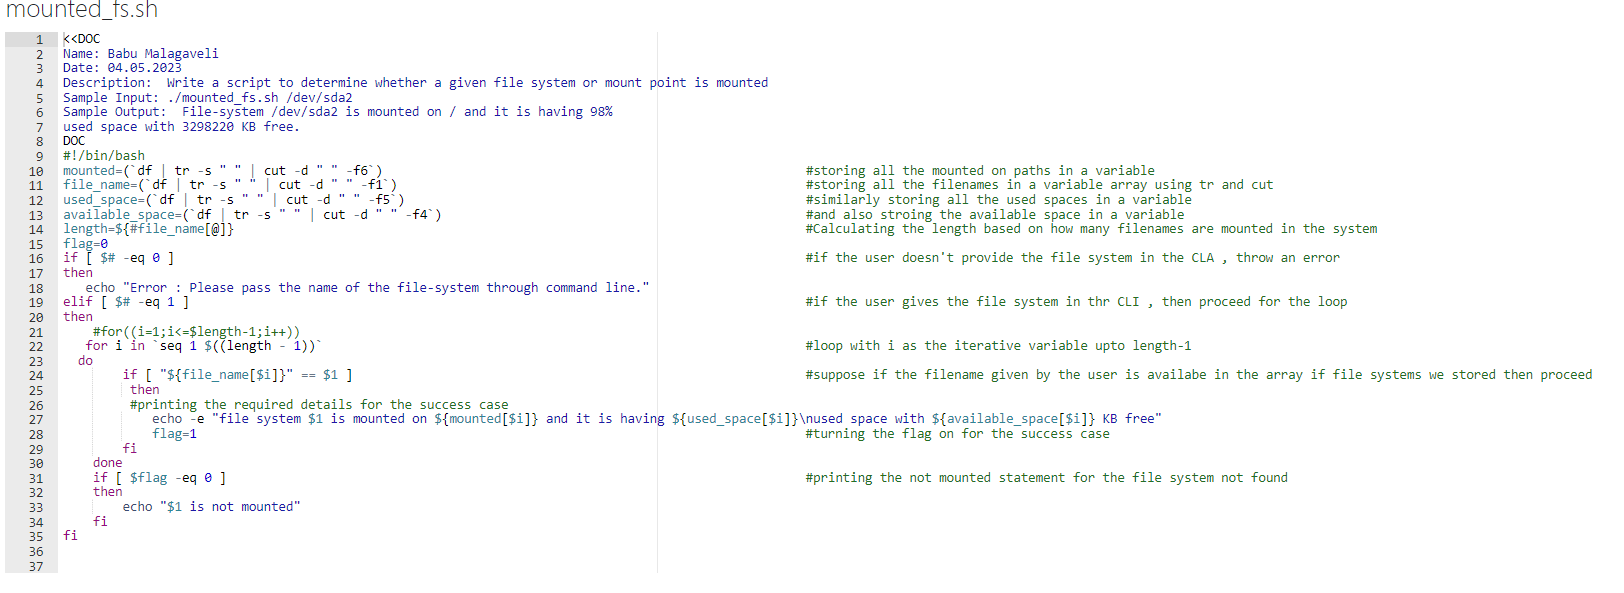 mounted_fs.sh
1 <<DOC
2 Name: Babu Malagaveli
3 Date: 04.05.2023
4 Description:  Write a script to determine whether a given file system or mount point is mounted
5 Sample Input: ./mounted_fs.sh /dev/sda2
6 Sample Output:  File-system /dev/sda2 is mounted on / and it is having 98%
7 used space with 3298220 KB free.
8 DOC
9 #!/bin/bash
10 mounted=(`df | tr -s " " | cut -d " " -f6`) #storing all the mounted on paths in a variable
11 file_name=(`df | tr -s " " | cut -d " " -f1`) #storing all the filenames in a variable array using tr and cut
12 used_space=(`df | tr -s " " | cut -d " " -f5`) #similarly storing all the used spaces in a variable
13 available_space=(`df | tr -s " " | cut -d " " -f4`) #and also stroing the available space in a variable
14 length=${#file_name[@]} #Calculating the length based on how many filenames are mounted in the system
15 flag=0
16 if [ $# -eq 0 ] #if the user doesn't provide the file system in the CLA , throw an error
17 then
18    echo "Error : Please pass the name of the file-system through command line."
19 elif [ $# -eq 1 ] #if the user gives the file system in thr CLI , then proceed for the loop
20 then
21     #for((i=1;i<=$length-1;i++))
22    for i in `seq 1 $((length - 1))` #loop with i as the iterative variable upto length-1
23   do
24         if [ "${file_name[$i]}" == $1 ] #suppose if the filename given by the user is availabe in the array if file systems we stored then proceed
25          then
26          #printing the required details for the success case
27             echo -e "file system $1 is mounted on ${mounted[$i]} and it is having ${used_space[$i]}\nused space with ${available_space[$i]} KB free"
28             flag=1 #turning the flag on for the success case
29         fi
30     done
31     if [ $flag -eq 0 ] #printing the not mounted statement for the file system not found
32     then
33         echo "$1 is not mounted"
34     fi
35 fi
36
37